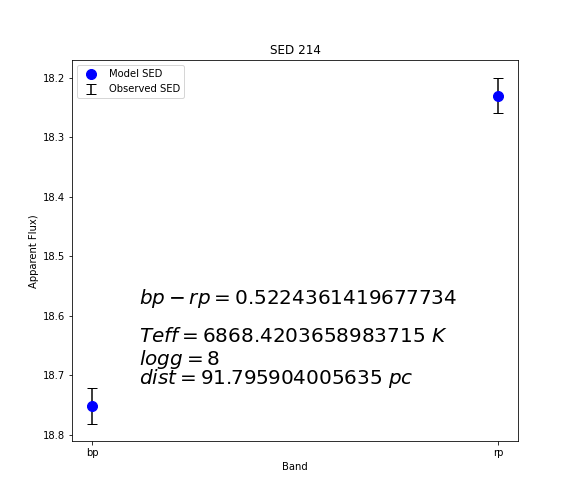 SED 214
Model SED
Observed SED
18.2
18.3
18.4
18.5
18.6
18.7
18.8
Apparent Flux)
bp − rp = 0.5224361419677734
Teff = 6868.4203658983715 K
logg = 8
dist = 91.795904005635 pc
bp rp
Band